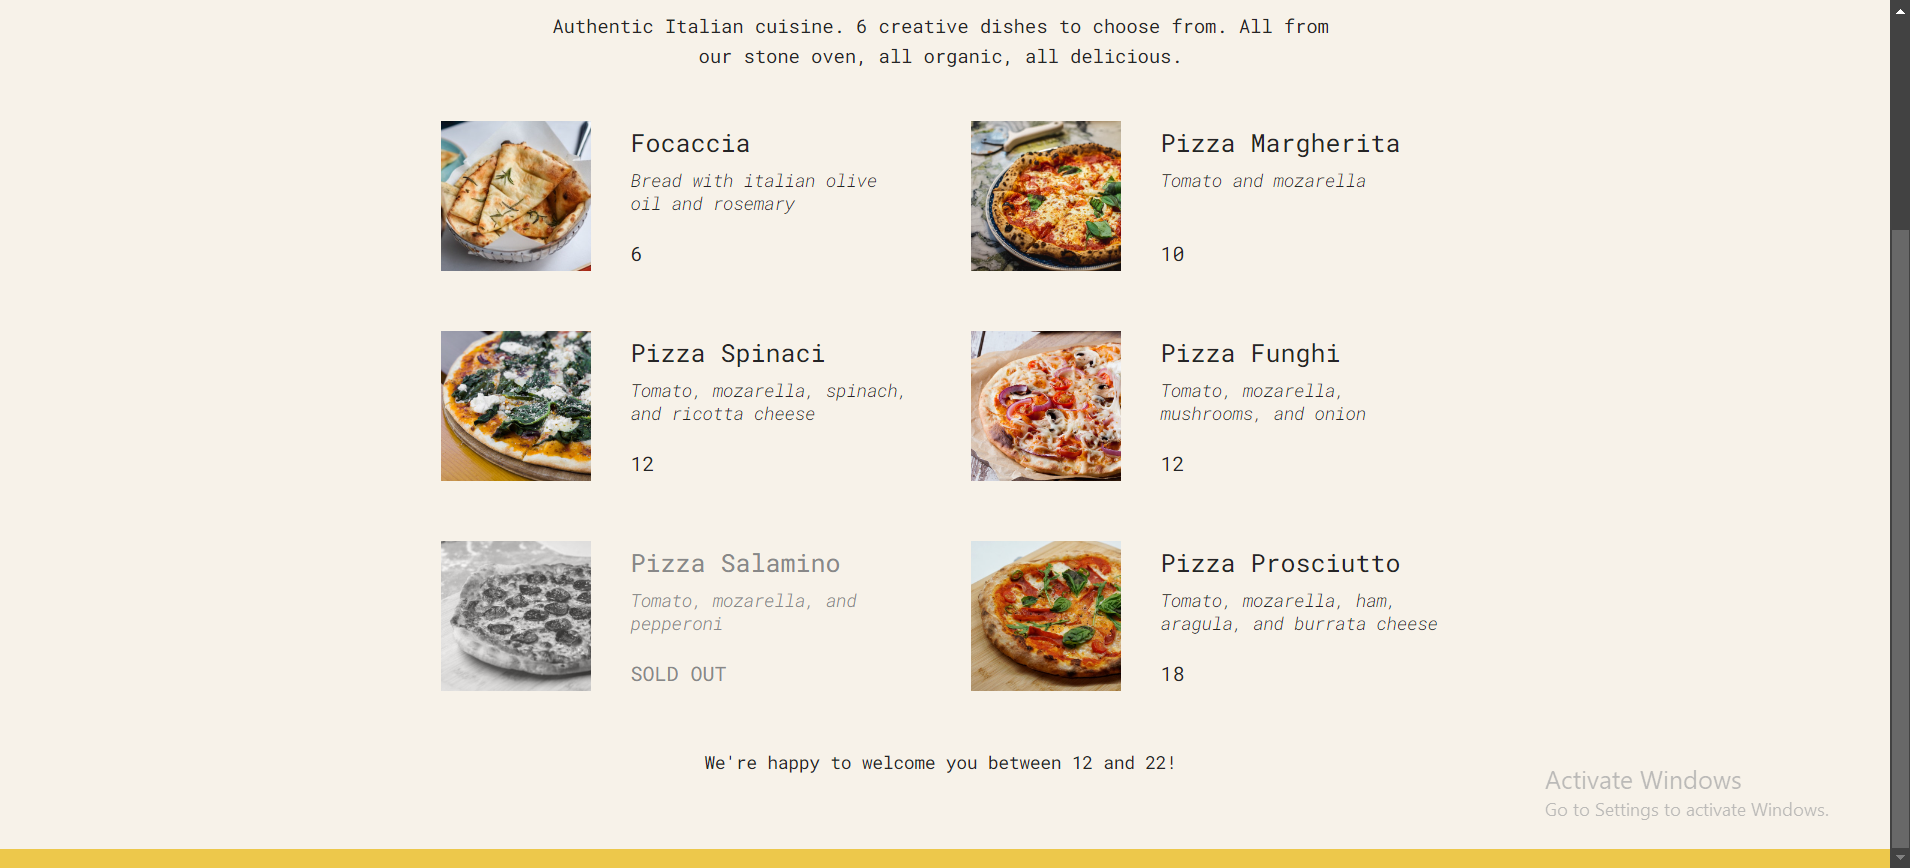 Authentic Italian cuisine. 6 creative dishes to choose from. All from
our stone oven, all organic, all delicious.
Focaccia
Bread with italian olive
oil and rosemary
6
Pizza Margherita
Tomato and mozarella
10
Pizza Spinaci
Tomato, mozarella, spinach,
and ricotta cheese
12
Pizza Funghi
Tomato, mozarella,
mushrooms, and onion
12
Pizza Salamino
Tomato, mozarella, and
pepperoni
SOLD OUT
Pizza Prosciutto
Tomato, mozarella, ham,
aragula, and burrata cheese
18
We're happy to welcome you between 12 and 22!
Activate Windows
Go to Settings to activate Windows.